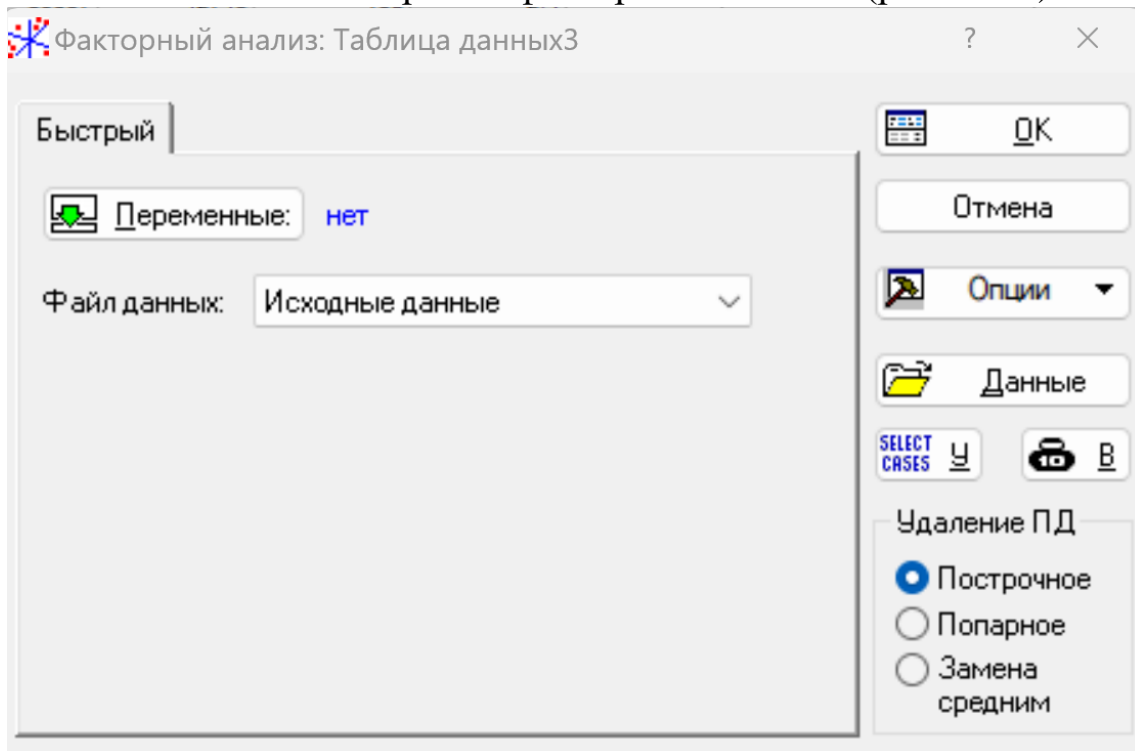 Факторный анализ: Таблица данных3 ? ×
Быстрый
Переменные: нет
Файл данных: Исходные данные
OK
Отмена
Опции
Данные
SELECT CASES У
10 В
Удаление ПД
Построчное
Попарное
Замена
средним